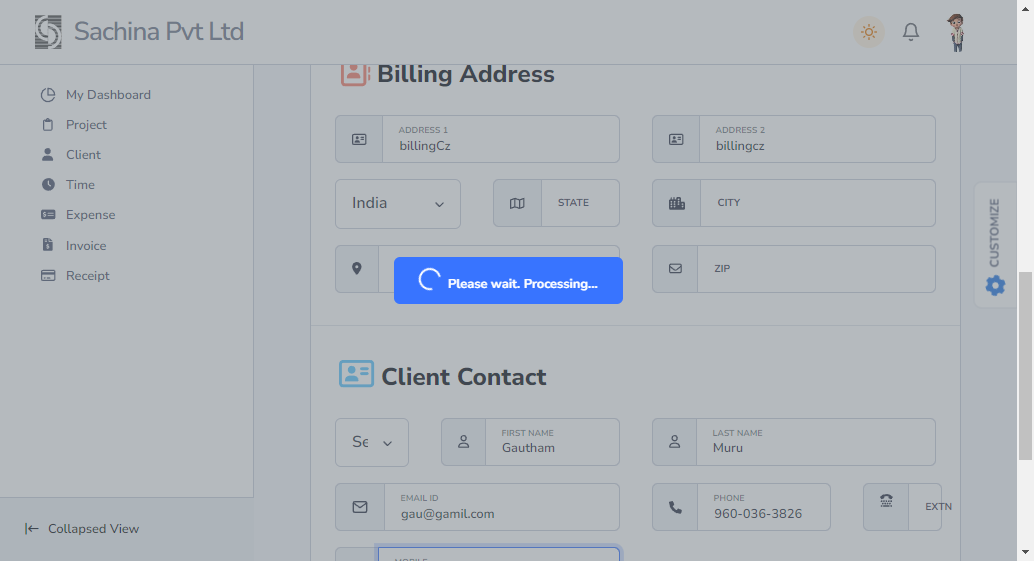 Sachina Pvt Ltd
My Dashboard
Project
Client
Time
Expense
Invoice
Receipt
Collapsed View
Billing Address
ADDRESS 1
billingCz
ADDRESS 2
billingcz
India
STATE
CITY
ZIP
Please wait. Processing...
Client Contact
Se
FIRST NAME
Gautham
LAST NAME
Muru
EMAIL ID
gau@gamil.com
PHONE
960-036-3826
EXTN
MOBILE
CUSTOMIZE